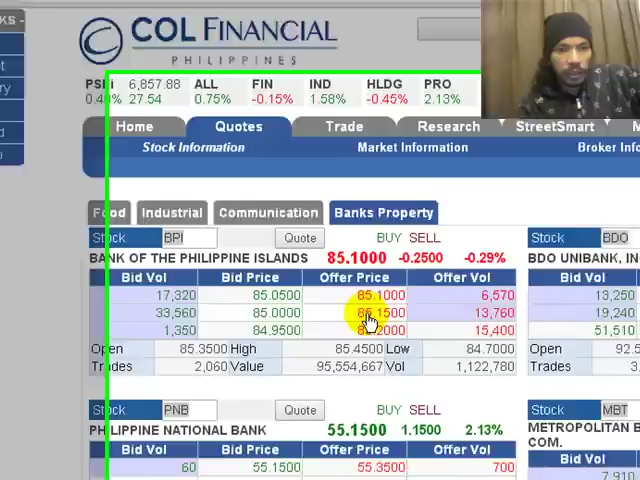 KS -
COL FINANCIAL
PHILIPPINES
PSEi 6,857.88 ALL FIN IND HLDG PRO
27.54 0.75% -0.15% 1.58% -0.45% 2.13%
Home Quotes Trade Research StreetSmart
Stock Information Market Information Broker Info
Food Industrial Communication Banks Property
Stock BPI Quote BUY SELL Stock BDO
BANK OF THE PHILIPPINE ISLANDS 85.1000 -0.2500 -0.29% BDO UNIBANK, IN
Bid Vol Bid Price Offer Price Offer Vol Bid Vol
17,320 85.0500 85.1000 6,570 13,250
33,560 85.0000 85.1500 13,760 19,240
1,350 84.9500 85.2000 15,400 51,510
Open 85.3500 High 85.4500 Low 84.7000 Open 92.5
Trades 2,060 Value 95,554,667 Vol 1,122,780 Trades 3,
Stock PNB Quote BUY SELL Stock MBT
PHILIPPINE NATIONAL BANK 55.1500 1.1500 2.13% METROPOLITAN B
COM.
Bid Vol Bid Price Offer Price Offer Vol Bid Vol
60 55.1500 55.3500 700 7,910